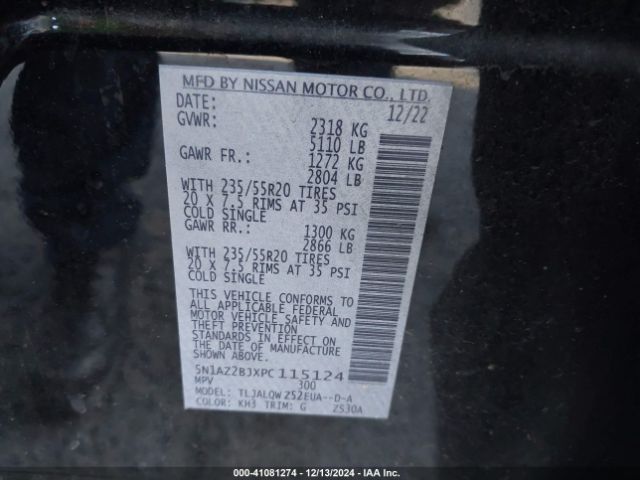 MFD BY NISSAN MOTOR CO., LTD.
DATE: 12/22
GVWR: 2318 KG
5110 LB
GAWR FR.: 1272 KG
2804 LB
WITH 235/55R20 TIRES
20 X 7.5 RIMS AT 35 PSI
COLD SINGLE
GAWR RR.: 1300 KG
2866 LB
WITH 235/55R20 TIRES
20 X 7.5 RIMS AT 35 PSI
COLD SINGLE
THIS VEHICLE CONFORMS TO
ALL APPLICABLE FEDERAL
MOTOR VEHICLE SAFETY AND
THEFT PREVENTION
STANDARDS IN EFFECT ON THE DATE OF MANUFACTURE
SHOWN ABOVE.
5N1AZ2BJXPC115124
MPV 300
MODEL: TLJALQWZ52EUA--D-A
COLOR: KH3 TRIM: G Z530A
000-41081274 - 12/13/2024 - IAA Inc.